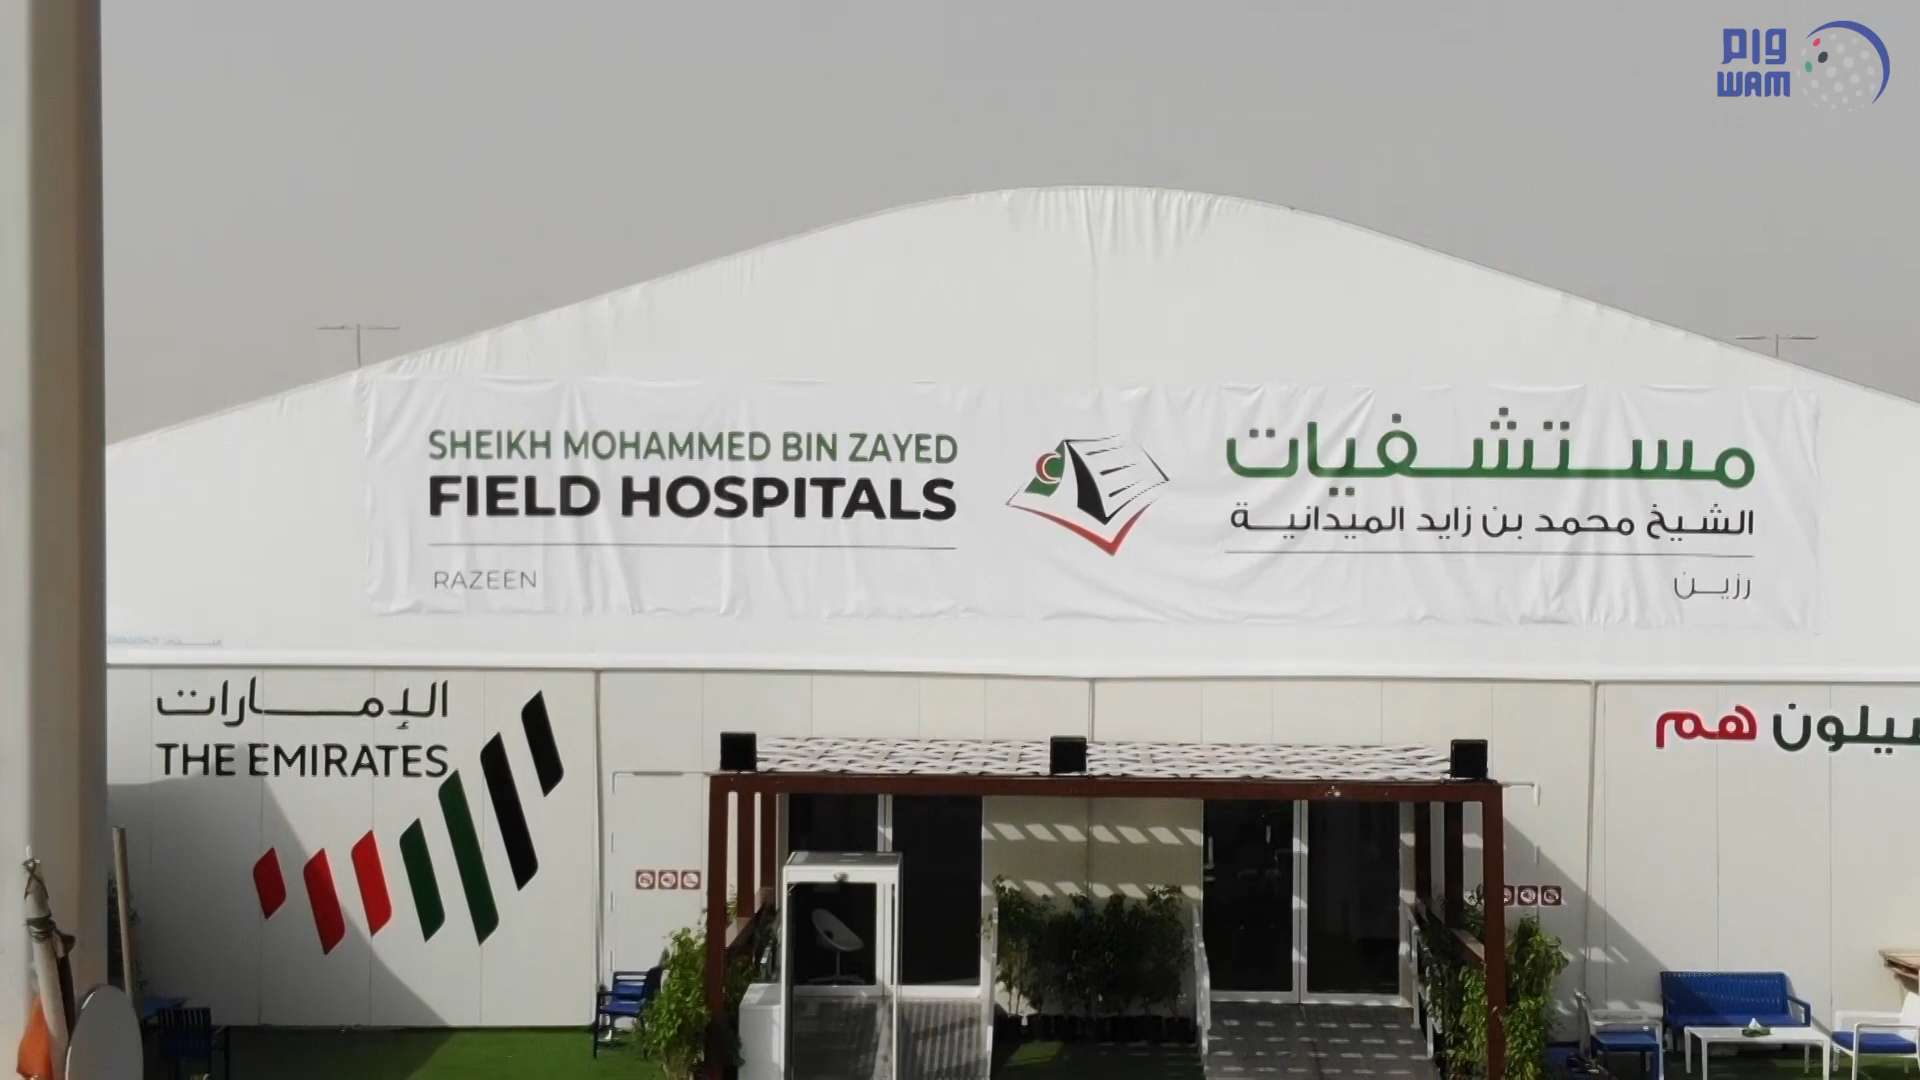 وام
WAM
SHEIKH MOHAMMED BIN ZAYED
FIELD HOSPITALS
RAZEEN
مستشفيات
الشيخ محمد بن زايد الميدانية
رزين
الإمارات
THE EMIRATES
هم